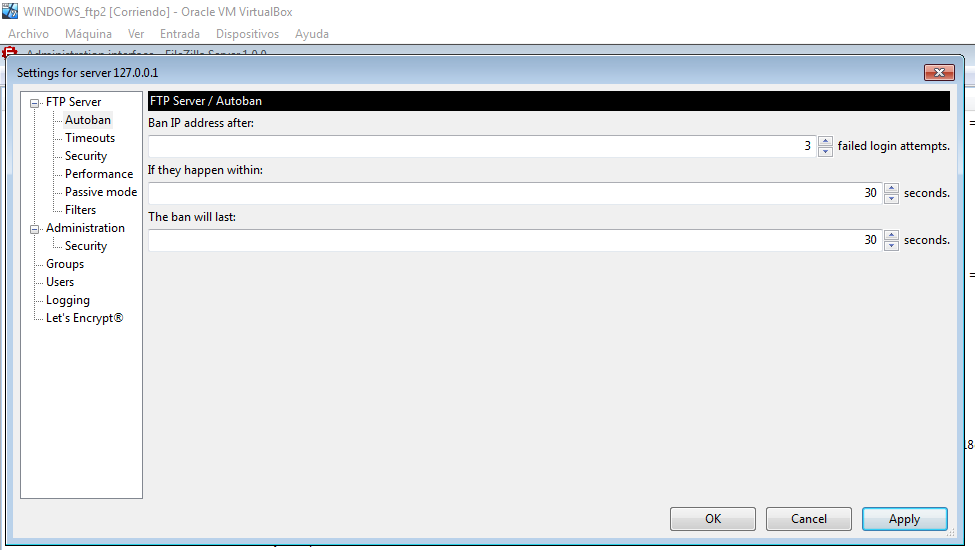 WINDOWS_ftp2 [Corriendo] - Oracle VM VirtualBox
Archivo Máquina Ver Entrada Dispositivos Ayuda
Administration interface - FileZilla Server 1.0.0
Settings for server 127.0.0.1
FTP Server
Autoban
Timeouts
Security
Performance
Passive mode
Filters
Administration
Security
Groups
Users
Logging
Let's Encrypt®
FTP Server / Autoban
Ban IP address after:
3 failed login attempts.
If they happen within:
30 seconds.
The ban will last:
30 seconds.
OK Cancel Apply